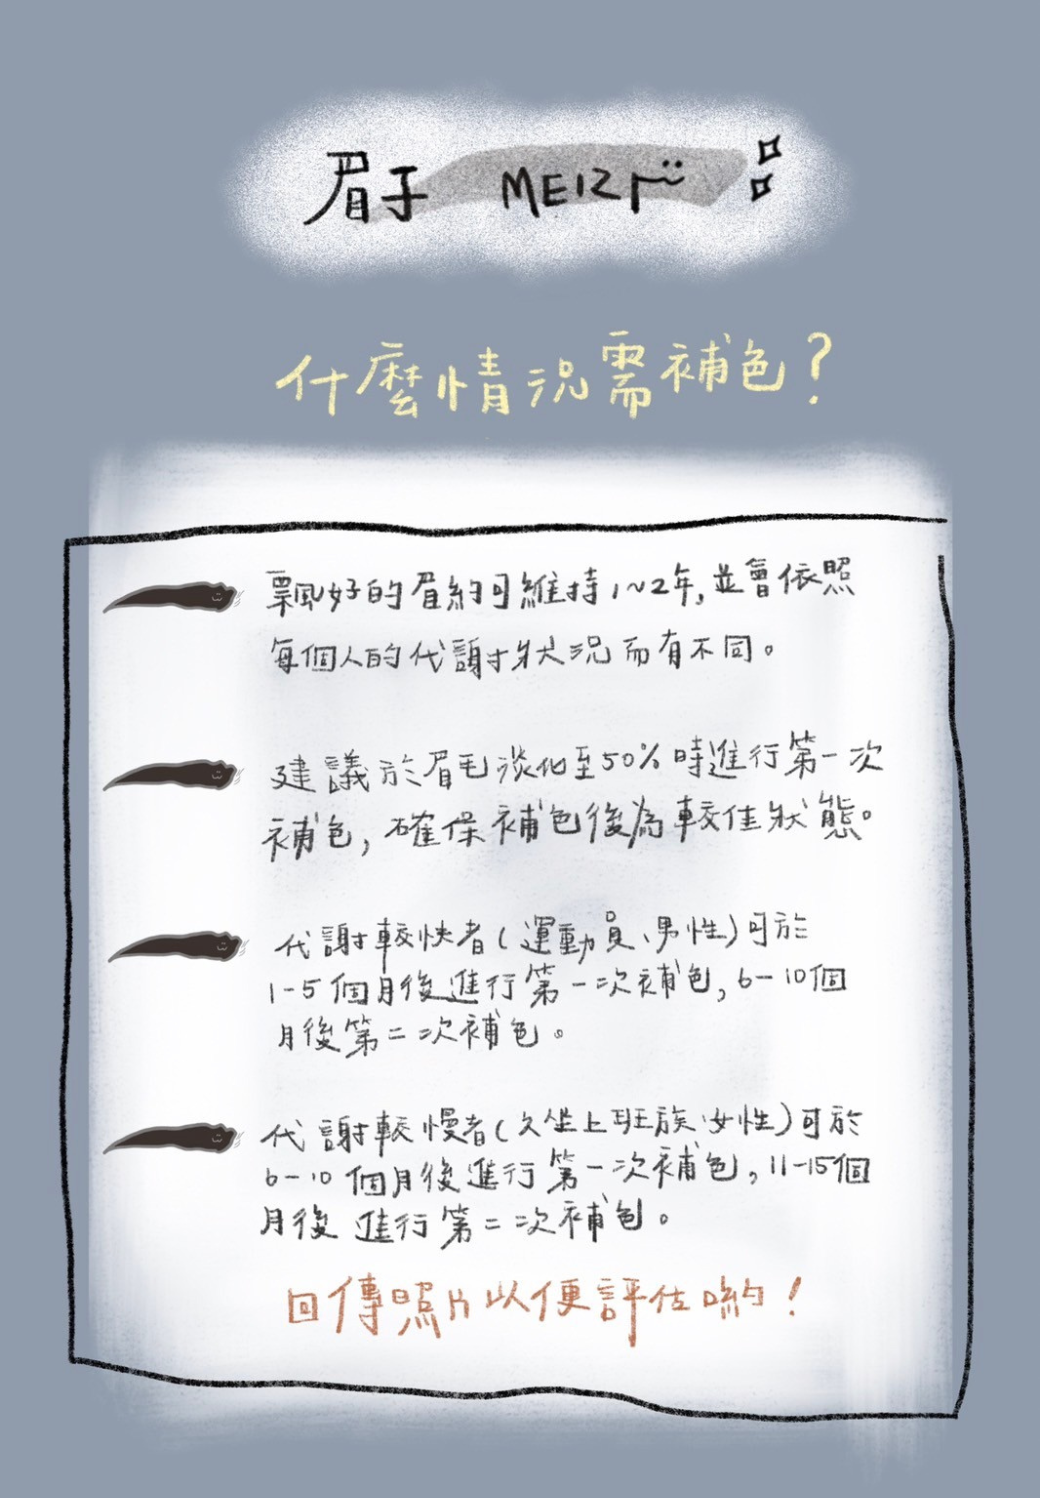 眉子 MEIZI
什麼情況需補色？
飄好的眉約可維持1~2年,並會依照
每個人的代謝狀況而有不同。
建議於眉毛淡化至50%時進行第一次
補色,確保補色後為較佳狀態。
代謝較快者(運動員、男性)可於
1-5個月後進行第一次補色,6-10個
月後第二次補色。
代謝較慢者(久坐上班族、女性)可於
6-10個月後進行第一次補色,11-15個
月後進行第二次補色。
回傳照片以便評估喲！